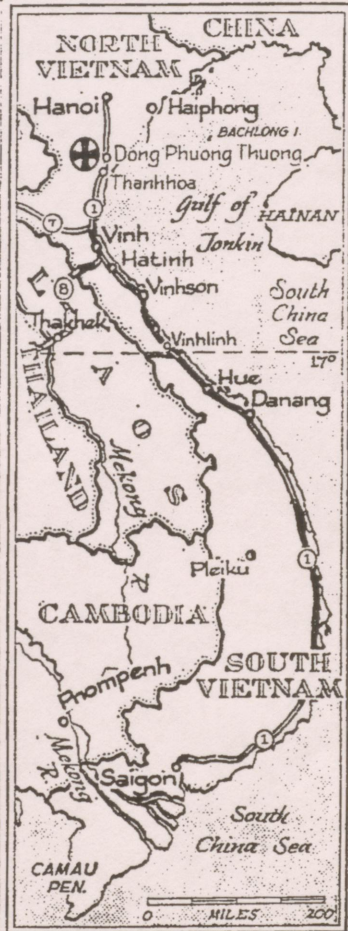 CHINA
NORTH
VIETNAM
Hanoi
Haiphong
BACHLONG I.
Dong Phuong Thuong
Thanhhoa
1
7
Gulf of
Tonkin
HAINAN
Vinh
Hatinh
8
Vinhson
South
China
Sea
Thakhek
Vinhlinh
17°
Hue
Danang
THAILAND
LAOS
Mekong
R.
Pleiku
1
CAMBODIA
SOUTH
VIETNAM
Pnompenh
Mekong
R.
Saigon
1
South
China Sea
CAMAU
PEN.
0 MILES 200